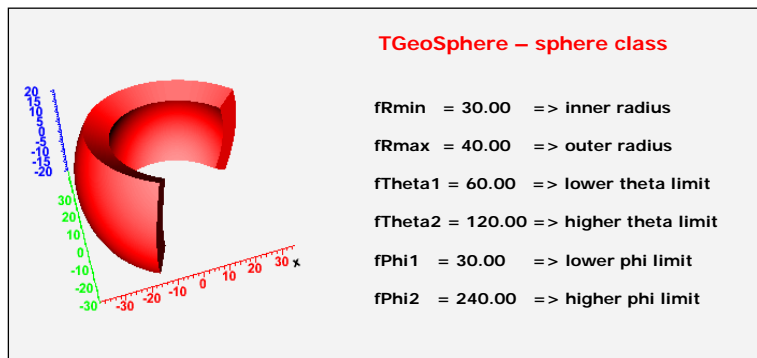 TGeoSphere – sphere class
fRmin = 30.00 => inner radius
fRmax = 40.00 => outer radius
fTheta1 = 60.00 => lower theta limit
fTheta2 = 120.00 => higher theta limit
fPhi1 = 30.00 => lower phi limit
fPhi2 = 240.00 => higher phi limit
20
15
10
5
0
-5
-10
-15
-20
30
20
10
0
-10
-20
-30
-30
-20
-10
0
10
20
30
x